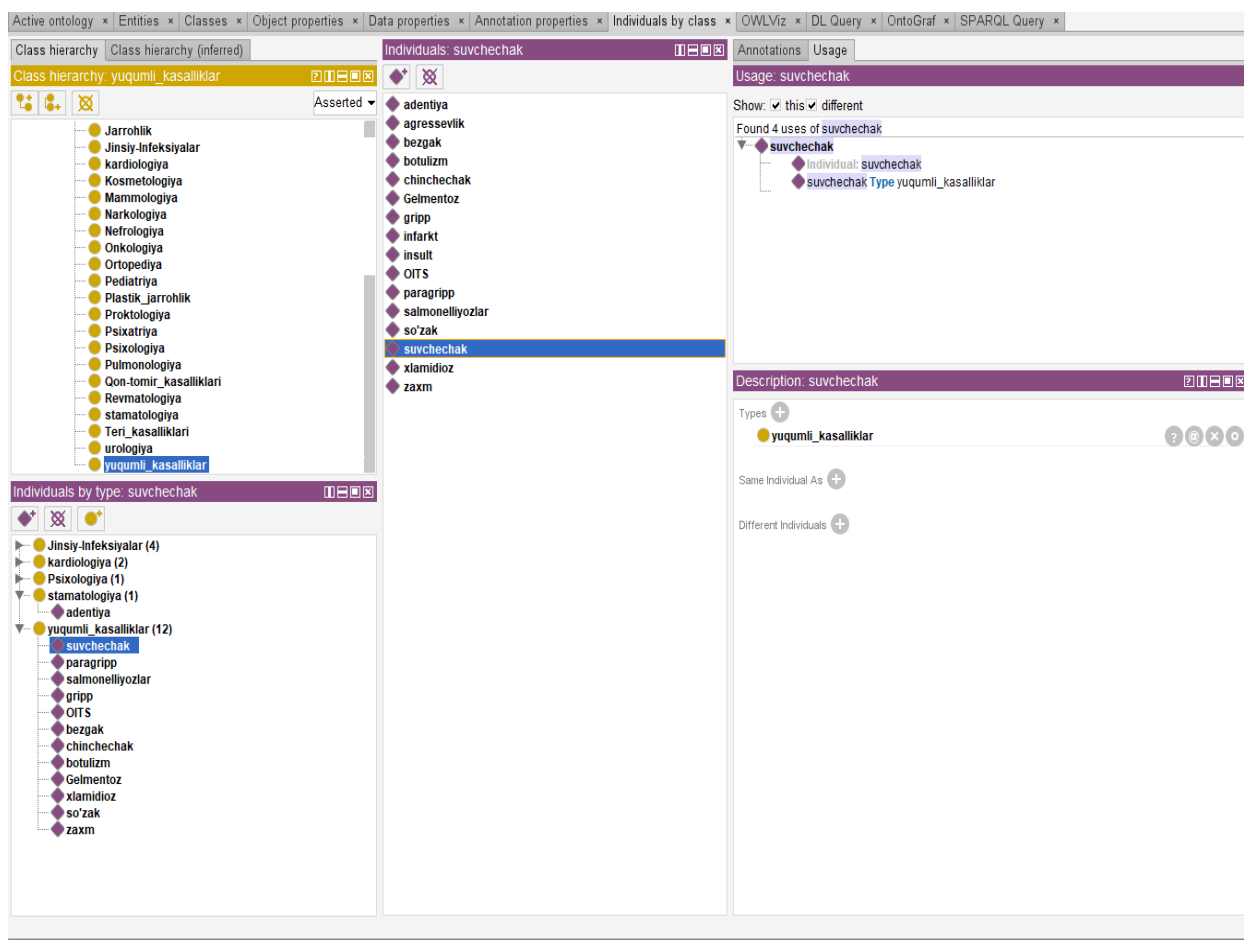 Active ontology × Entities × Classes × Object properties × Data properties × Annotation properties × Individuals by class × OWLViz × DL Query × OntoGraf × SPARQL Query ×
Class hierarchy Class hierarchy (inferred)
Class hierarchy: yuqumli_kasalliklar
Asserted
Jarrohlik
Jinsiy-Infeksiyalar
kardiologiya
Kosmetologiya
Mammologiya
Narkologiya
Nefrologiya
Onkologiya
Ortopediya
Pediatriya
Plastik_jarrohlik
Proktologiya
Psixatriya
Psixologiya
Pulmonologiya
Qon-tomir_kasalliklari
Revmatologiya
stamatologiya
Teri_kasalliklari
urologiya
yuqumli_kasalliklar
Individuals by type: suvchechak
Jinsiy-Infeksiyalar (4)
kardiologiya (2)
Psixologiya (1)
stamatologiya (1)
adentiya
yuqumli_kasalliklar (12)
suvchechak
paragripp
salmonelliyozlar
gripp
OITS
bezgak
chinchechak
botulizm
Gelmentoz
xlamidioz
so'zak
zaxm
Individuals: suvchechak
adentiya
agressevlik
bezgak
botulizm
chinchechak
Gelmentoz
gripp
infarkt
insult
OITS
paragripp
salmonelliyozlar
so'zak
suvchechak
xlamidioz
zaxm
Annotations Usage
Usage: suvchechak
Show: this different
Found 4 uses of suvchechak
suvchechak
Individual: suvchechak
suvchechak Type yuqumli_kasalliklar
Description: suvchechak
Types
yuqumli_kasalliklar
Same Individual As
Different Individuals